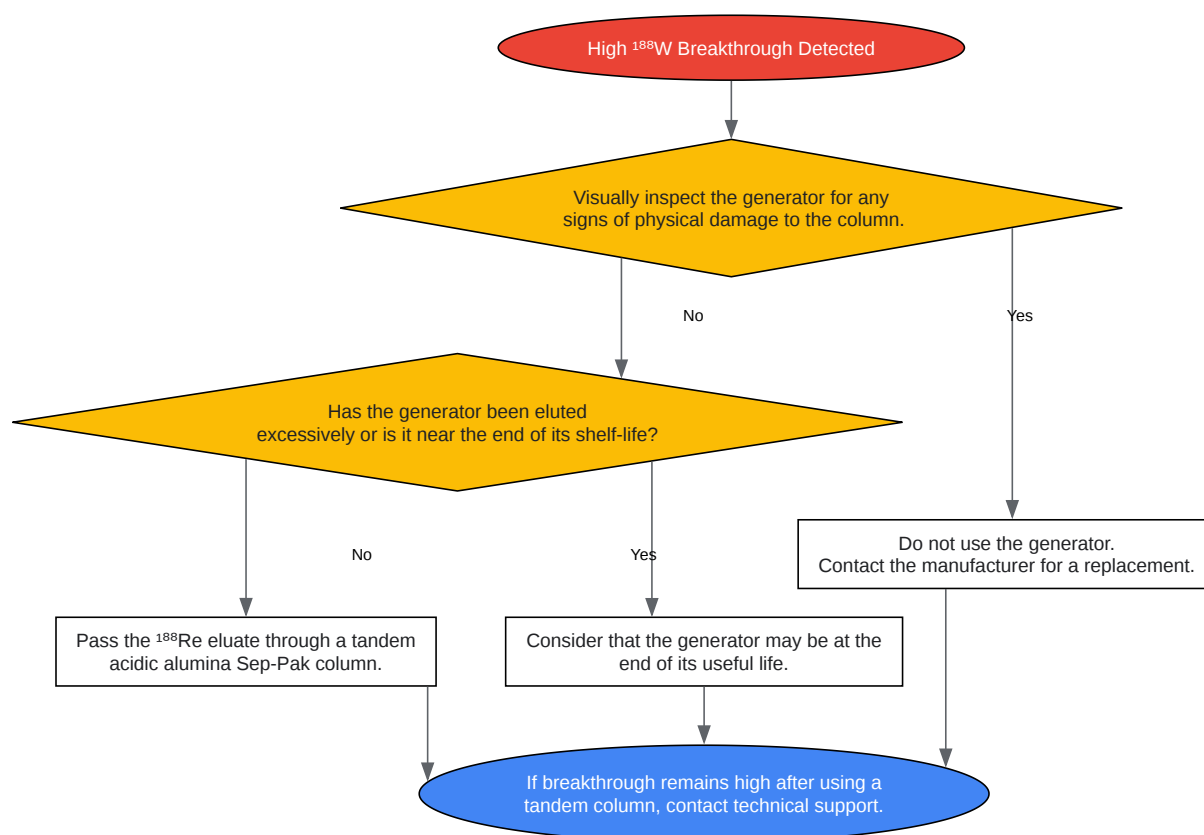 High ¹⁸⁸W Breakthrough Detected
Visually inspect the generator for any
signs of physical damage to the column.
No
Yes
Has the generator been eluted
excessively or is it near the end of its shelf-life?
No
Yes
Do not use the generator.
Contact the manufacturer for a replacement.
Pass the ¹⁸⁸Re eluate through a tandem
acidic alumina Sep-Pak column.
Consider that the generator may be at the
end of its useful life.
If breakthrough remains high after using a
tandem column, contact technical support.